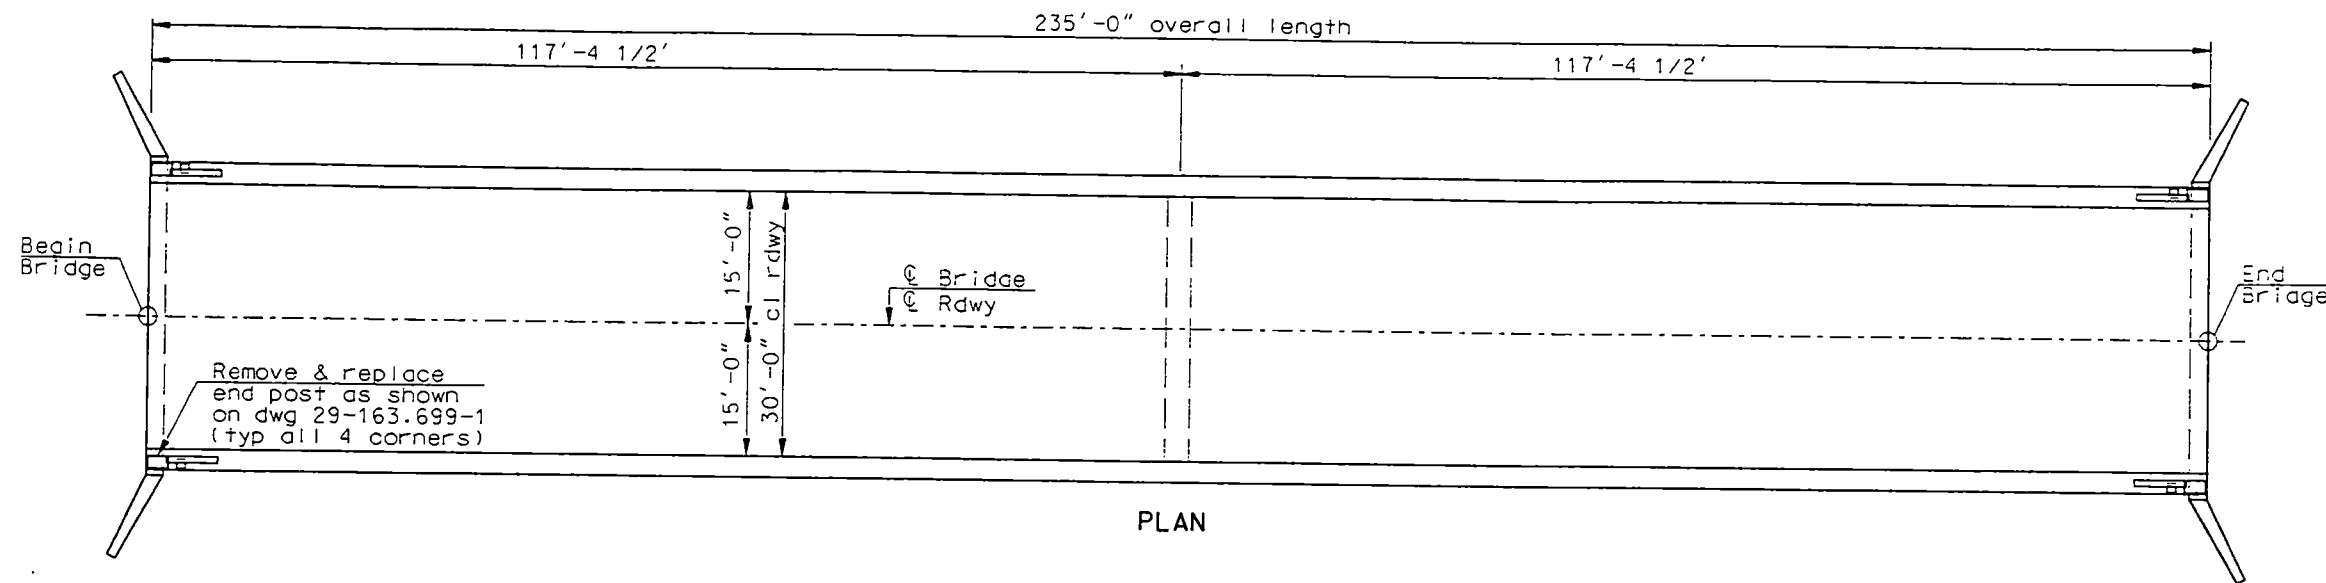 235'-0" overall length
117'-4 1/2'
117'-4 1/2'
Begin
Bridge
15'-0"
15'-0"
30'-0" cl rdwy
℄ Bridge
℄ Rdwy
End
Bridge
Remove & replace
end post as shown
on dwg 29-163.699-1
(typ all 4 corners)
PLAN